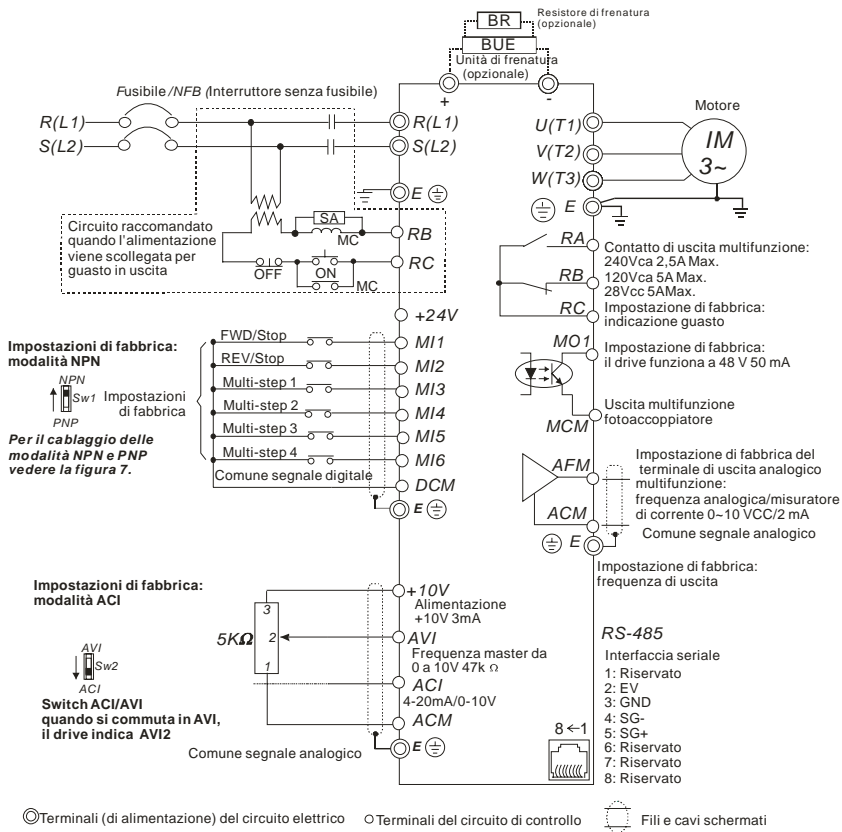 BR
Resistore di frenatura
(opzionale)
BUE
Unità di frenatura
(opzionale)
+
-
Fusibile /NFB (Interruttore senza fusibile)
R(L1)
S(L2)
R(L1)
S(L2)
E
Circuito raccomandato
quando l'alimentazione
viene scollegata per
guasto in uscita
SA
MC
OFF
ON
MC
RB
RC
Motore
U(T1)
V(T2)
W(T3)
IM
3~
E
RA
RB
RC
Contatto di uscita multifunzione:
240Vca 2,5A Max.
120Vca 5A Max.
28Vcc 5AMax.
Impostazione di fabbrica:
indicazione guasto
MO1
Impostazione di fabbrica:
il drive funziona a 48 V 50 mA
Uscita multifunzione
fotoaccoppiatore
MCM
+24V
FWD/Stop
MI1
REV/Stop
MI2
Multi-step 1
MI3
Multi-step 2
MI4
Multi-step 3
MI5
Multi-step 4
MI6
Comune segnale digitale
DCM
E
Impostazioni di fabbrica:
modalità NPN
NPN
Sw1
PNP
Impostazioni
di fabbrica
Per il cablaggio delle
modalità NPN e PNP
vedere la figura 7.
AFM
Impostazione di fabbrica del
terminale di uscita analogico
multifunzione:
frequenza analogica/misuratore
di corrente 0~10 VCC/2 mA
ACM
Comune segnale analogico
E
Impostazione di fabbrica:
frequenza di uscita
Impostazioni di fabbrica:
modalità ACI
AVI
Sw2
ACI
Switch ACI/AVI
quando si commuta in AVI,
il drive indica AVI2
5KΩ
3
2
1
+10V
Alimentazione
+10V 3mA
AVI
Frequenza master da
0 a 10V 47k Ω
ACI
4-20mA/0-10V
ACM
Comune segnale analogico
E
RS-485
Interfaccia seriale
1: Riservato
2: EV
3: GND
4: SG-
5: SG+
6: Riservato
7: Riservato
8: Riservato
8←1
Terminali (di alimentazione) del circuito elettrico
Terminali del circuito di controllo
Fili e cavi schermati